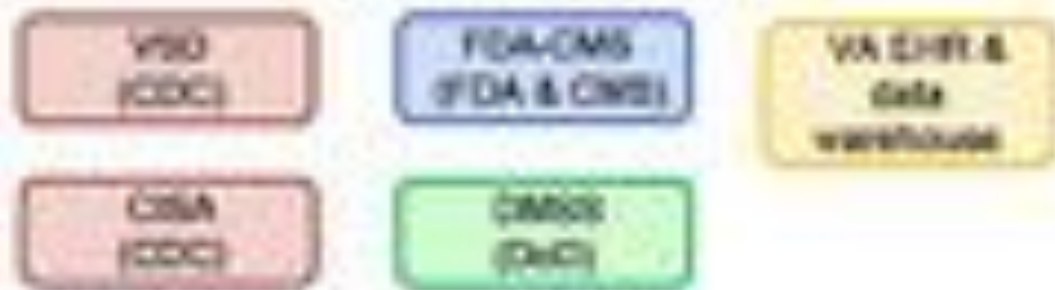 VSD
(CDC)
FDA-CMS
(FDA & CMS)
VA EHR &
data
warehouse
CISA
(CDC)
DMSS
(DoD)